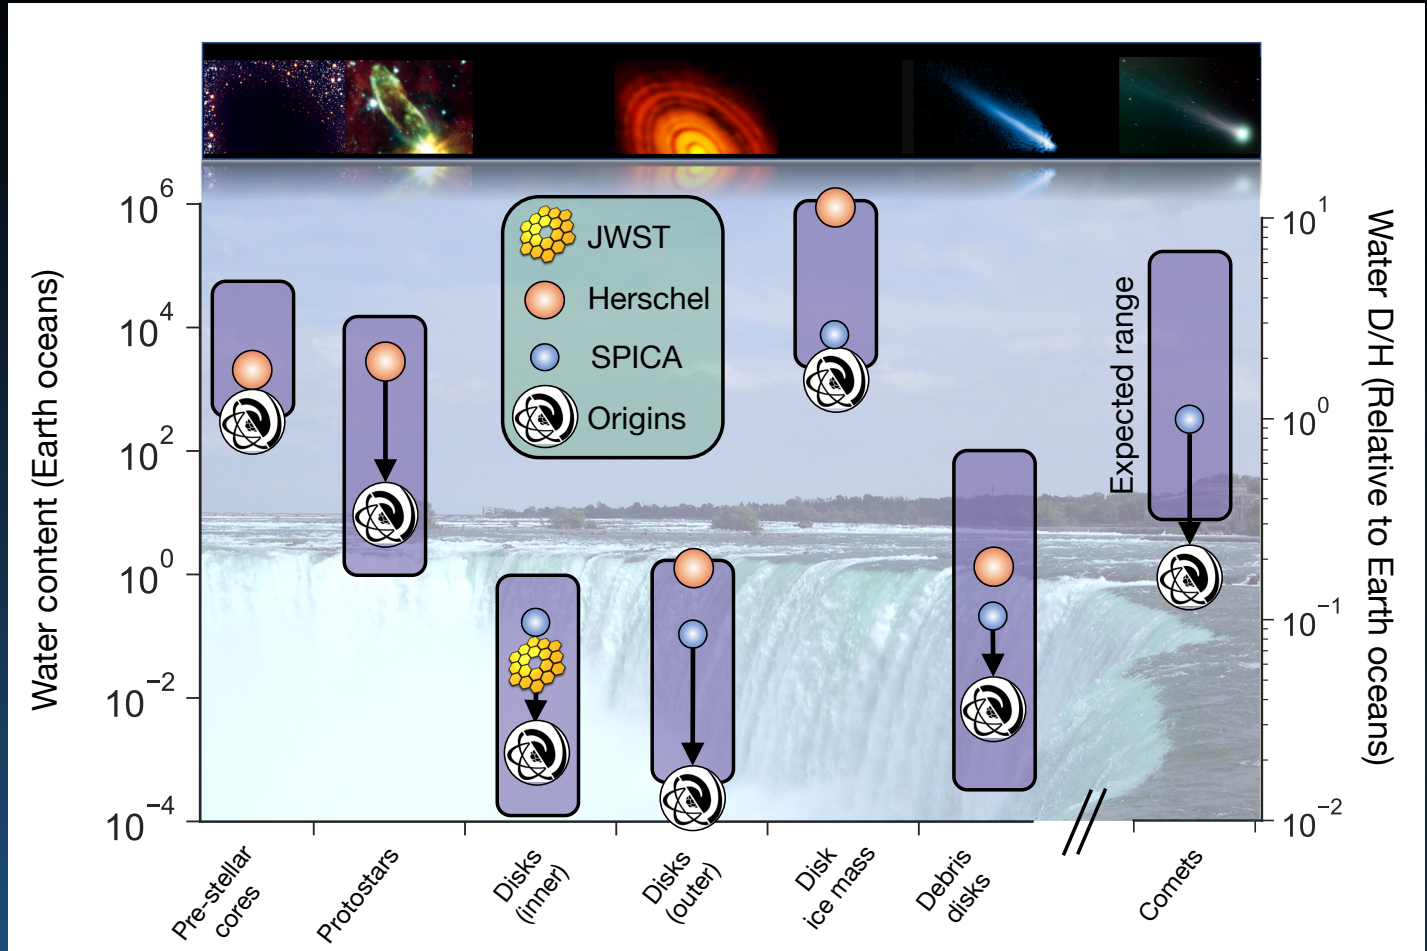 JWST
Herschel
SPICA
Origins
Water content (Earth oceans)
10^6
10^4
10^2
10^0
10^−2
10^−4
Expected range
10^1
10^0
10^−1
10^−2
Water D/H (Relative to Earth oceans)
Pre-stellar
cores
Protostars
Disks
(inner)
Disks
(outer)
Disk
ice mass
Debris
disks
Comets